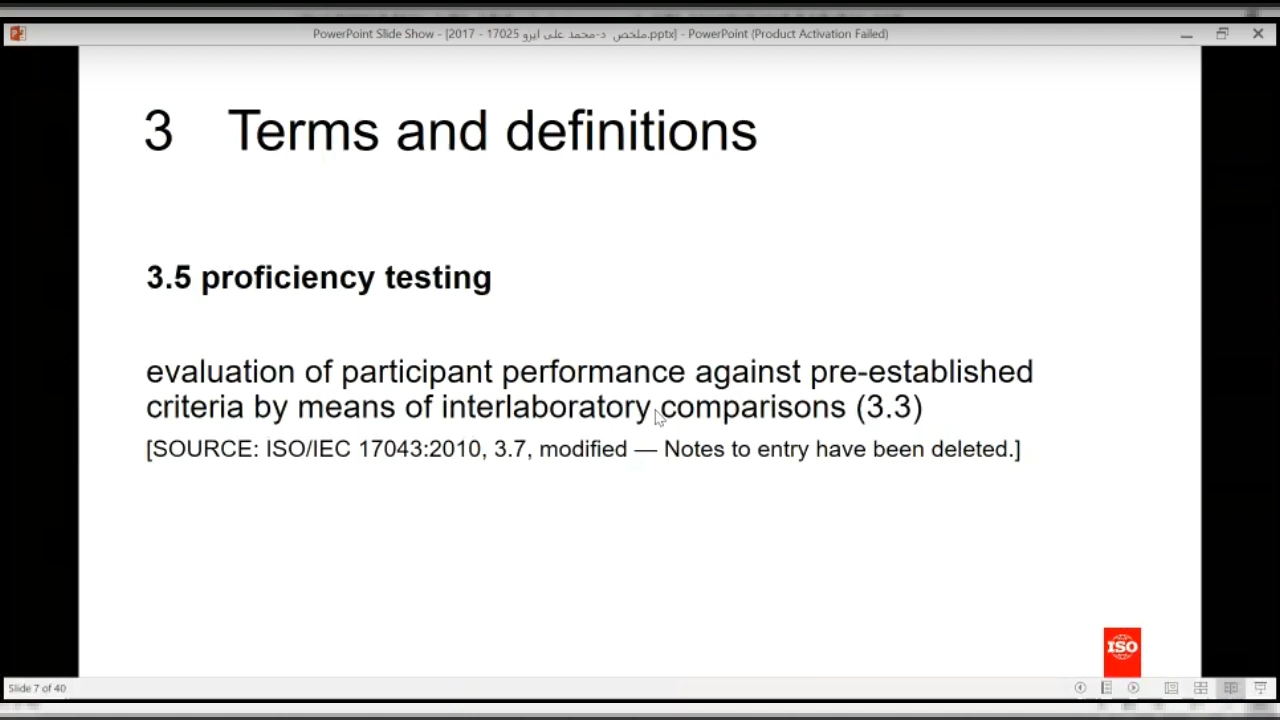 PowerPoint Slide Show - [2017 - 17025 ملخص د-محمد على ايرو.pptx] - PowerPoint (Product Activation Failed)
3 Terms and definitions
3.5 proficiency testing
evaluation of participant performance against pre-established
criteria by means of interlaboratory comparisons (3.3)
[SOURCE: ISO/IEC 17043:2010, 3.7, modified — Notes to entry have been deleted.]
ISO
Slide 7 of 40